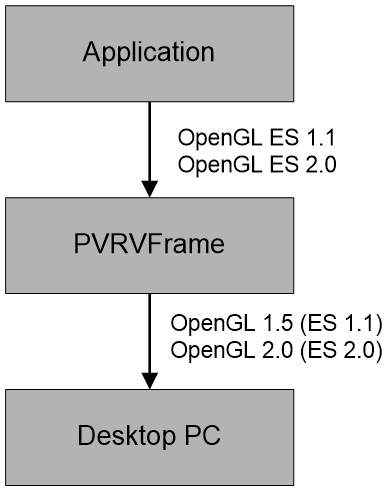 Application
OpenGL ES 1.1
OpenGL ES 2.0
PVRVFrame
OpenGL 1.5 (ES 1.1)
OpenGL 2.0 (ES 2.0)
Desktop PC